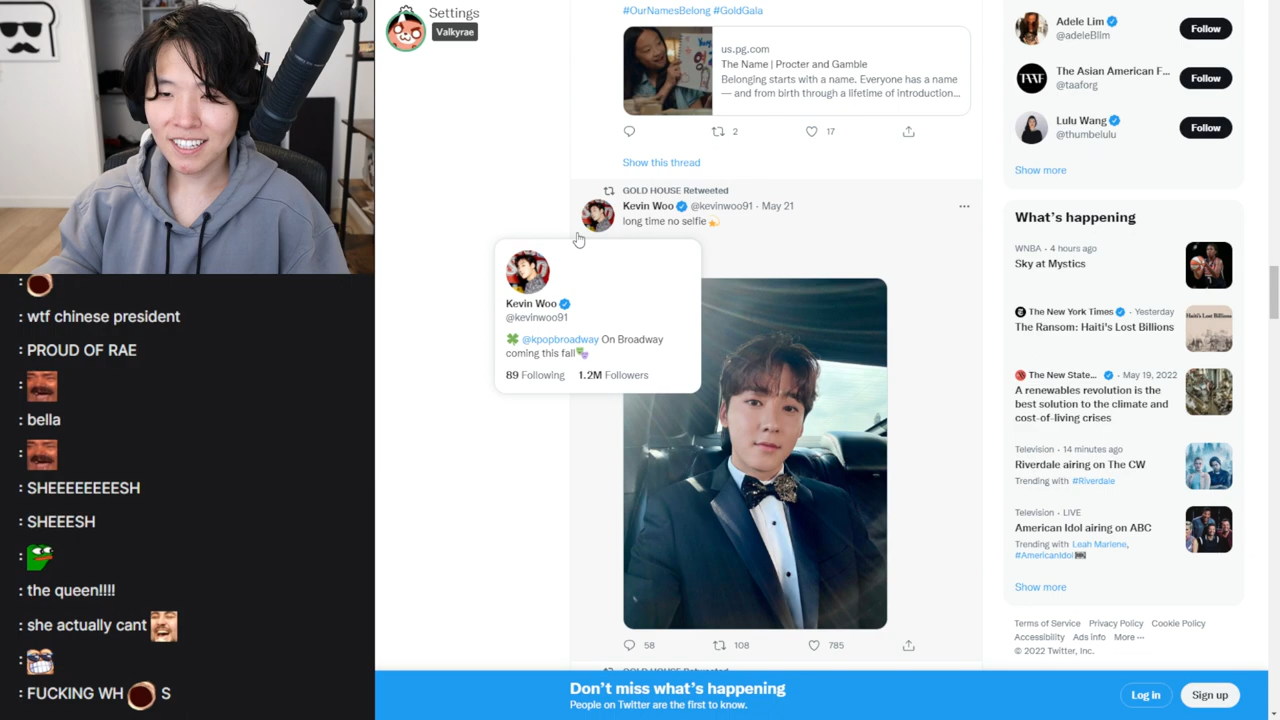 Settings
Valkyrae
: wtf chinese president
: PROUD OF RAE
:
: bella
:
: SHEEEEEEESH
: SHEEESH
:
: the queen!!!!
: she actually cant
:
: FUCKING WH S
#OurNamesBelong #GoldGala
us.pg.com
The Name | Procter and Gamble
Belonging starts with a name. Everyone has a name
— and from birth through a lifetime of introduction...
2 17
Show this thread
GOLD HOUSE Retweeted
Kevin Woo @kevinwoo91 · May 21
long time no selfie💫
Kevin Woo
@kevinwoo91
🍀 @kpopbroadway On Broadway
coming this fall🎭
89 Following 1.2M Followers
58 108 785
GOLD HOUSE Retweeted
Adele Lim
@adeleBlim
Follow
The Asian American F...
@taaforg
Follow
Lulu Wang
@thumbelulu
Follow
Show more
What's happening
WNBA · 4 hours ago
Sky at Mystics
The New York Times · Yesterday
The Ransom: Haiti's Lost Billions
The New State... · May 19, 2022
A renewables revolution is the
best solution to the climate and
cost-of-living crises
Television · 14 minutes ago
Riverdale airing on The CW
Trending with #Riverdale
Television · LIVE
American Idol airing on ABC
Trending with Leah Marlene,
#AmericanIdol
Show more
Terms of Service Privacy Policy Cookie Policy
Accessibility Ads info More ···
© 2022 Twitter, Inc.
Don't miss what's happening
People on Twitter are the first to know.
Log in
Sign up